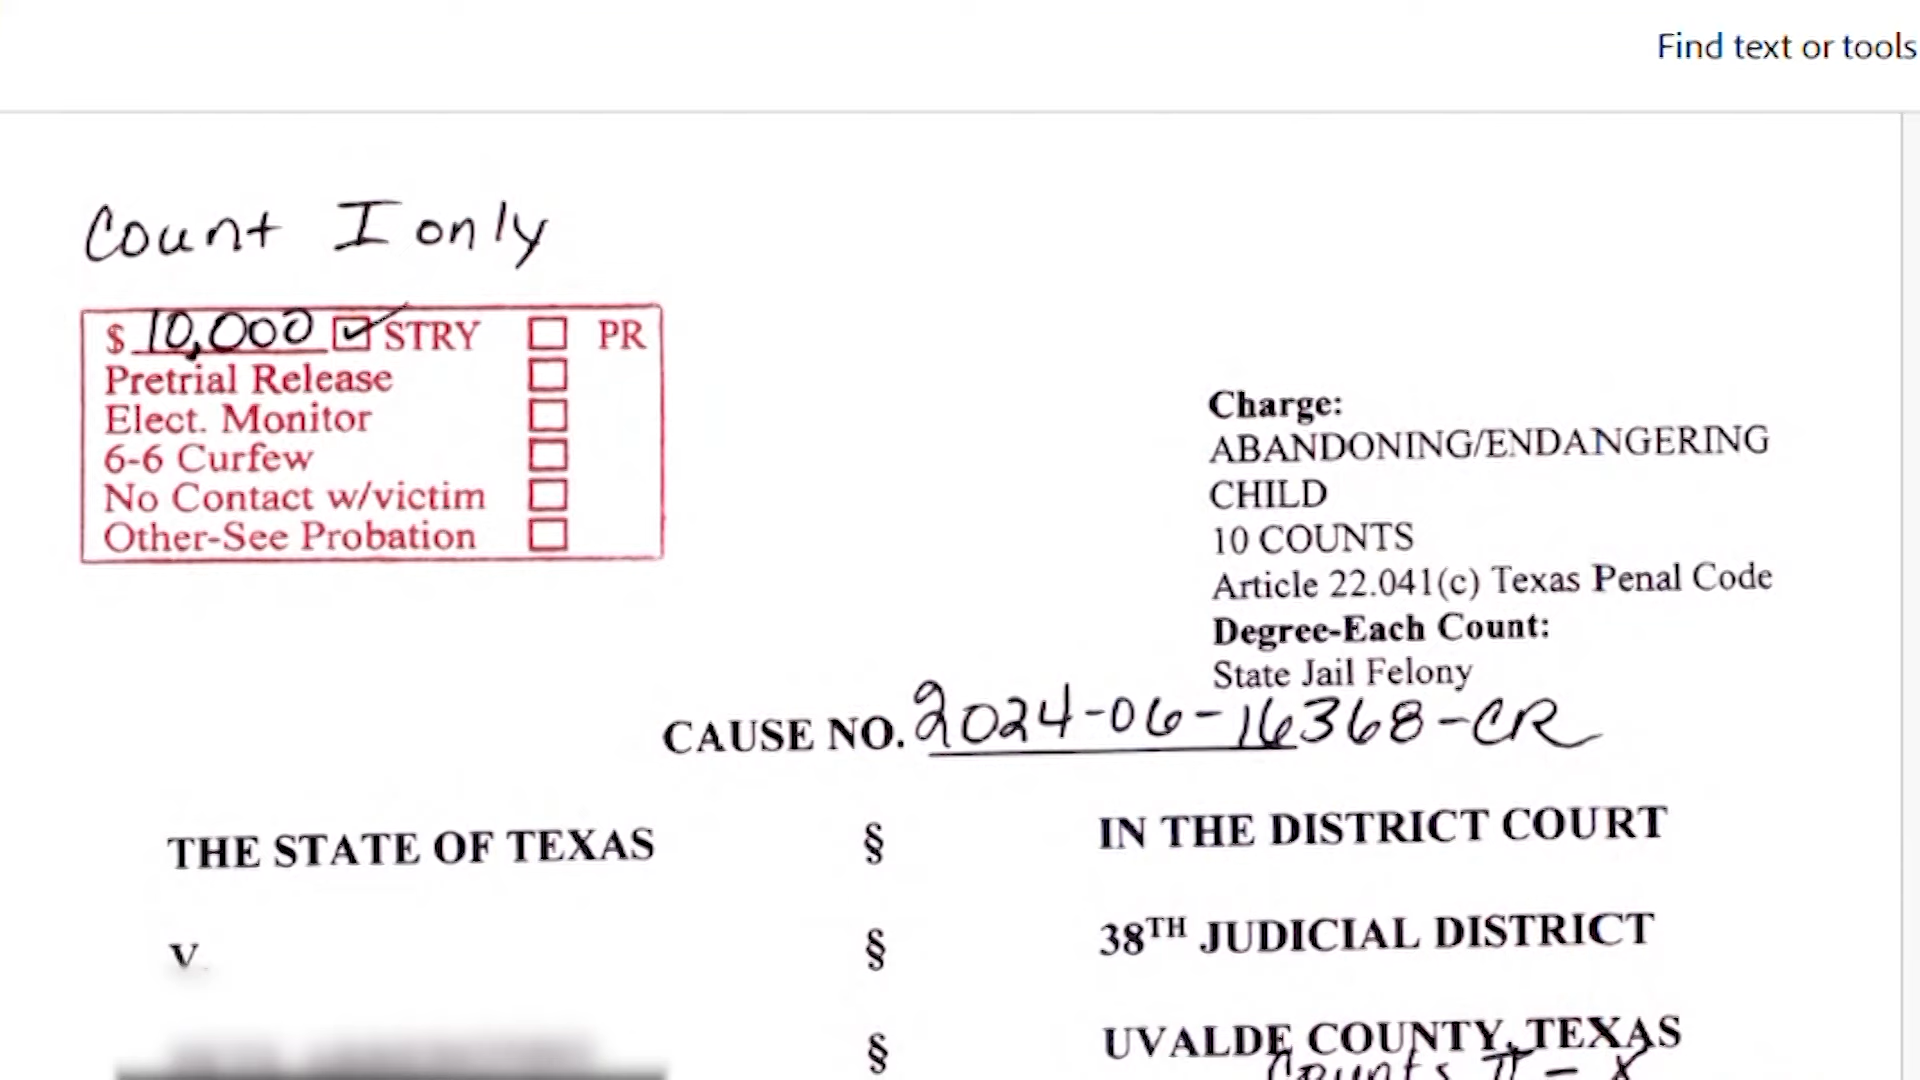 Find text or tools
Count I only
$ 10,000 STRY PR
Pretrial Release
Elect. Monitor
6-6 Curfew
No Contact w/victim
Other-See Probation
Charge:
ABANDONING/ENDANGERING
CHILD
10 COUNTS
Article 22.041(c) Texas Penal Code
Degree-Each Count:
State Jail Felony
CAUSE NO. 2024-06-16368-CR
THE STATE OF TEXAS § IN THE DISTRICT COURT
v. § 38TH JUDICIAL DISTRICT
§ UVALDE COUNTY, TEXAS
Counts II - X